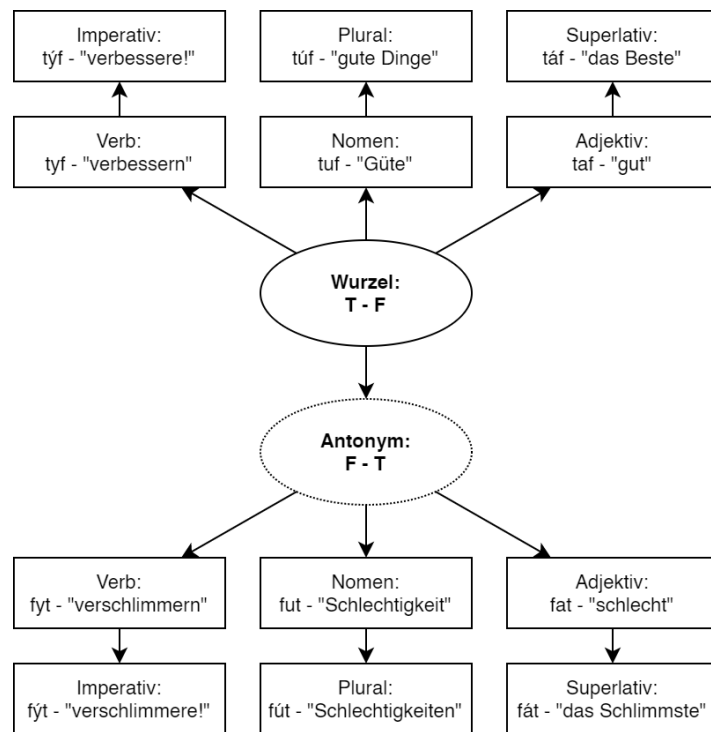 Imperativ:
týf - "verbessere!"
Plural:
túf - "gute Dinge"
Superlativ:
táf - "das Beste"
Verb:
tyf - "verbessern"
Nomen:
tuf - "Güte"
Adjektiv:
taf - "gut"
Wurzel:
T - F
Antonym:
F - T
Verb:
fyt - "verschlimmern"
Nomen:
fut - "Schlechtigkeit"
Adjektiv:
fat - "schlecht"
Imperativ:
fýt - "verschlimmere!"
Plural:
fút - "Schlechtigkeiten"
Superlativ:
fát - "das Schlimmste"